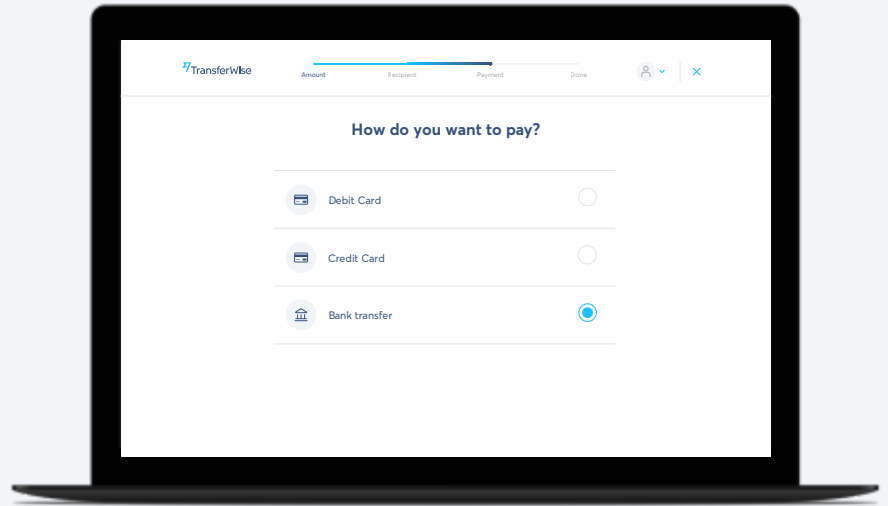 TransferWise
Amount
Recipient
Payment
Done
How do you want to pay?
Debit Card
Credit Card
Bank transfer